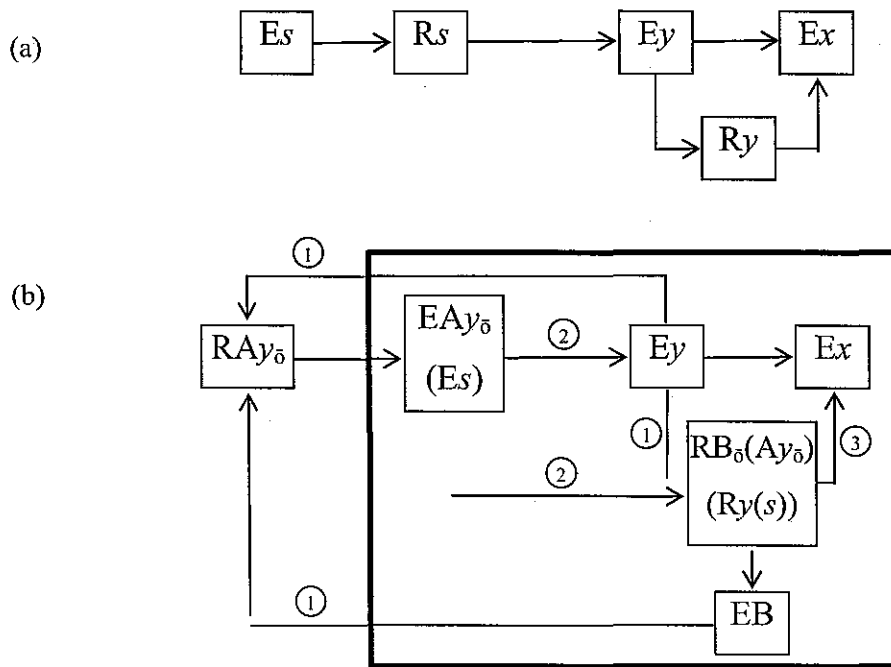 (a)
Es
Rs
Ey
Ex
Ry
(b)
①
EAyō
(Es)
②
RAyō
Ey
Ex
①
RBō(Ayō)
(Ry(s))
③
②
①
EB